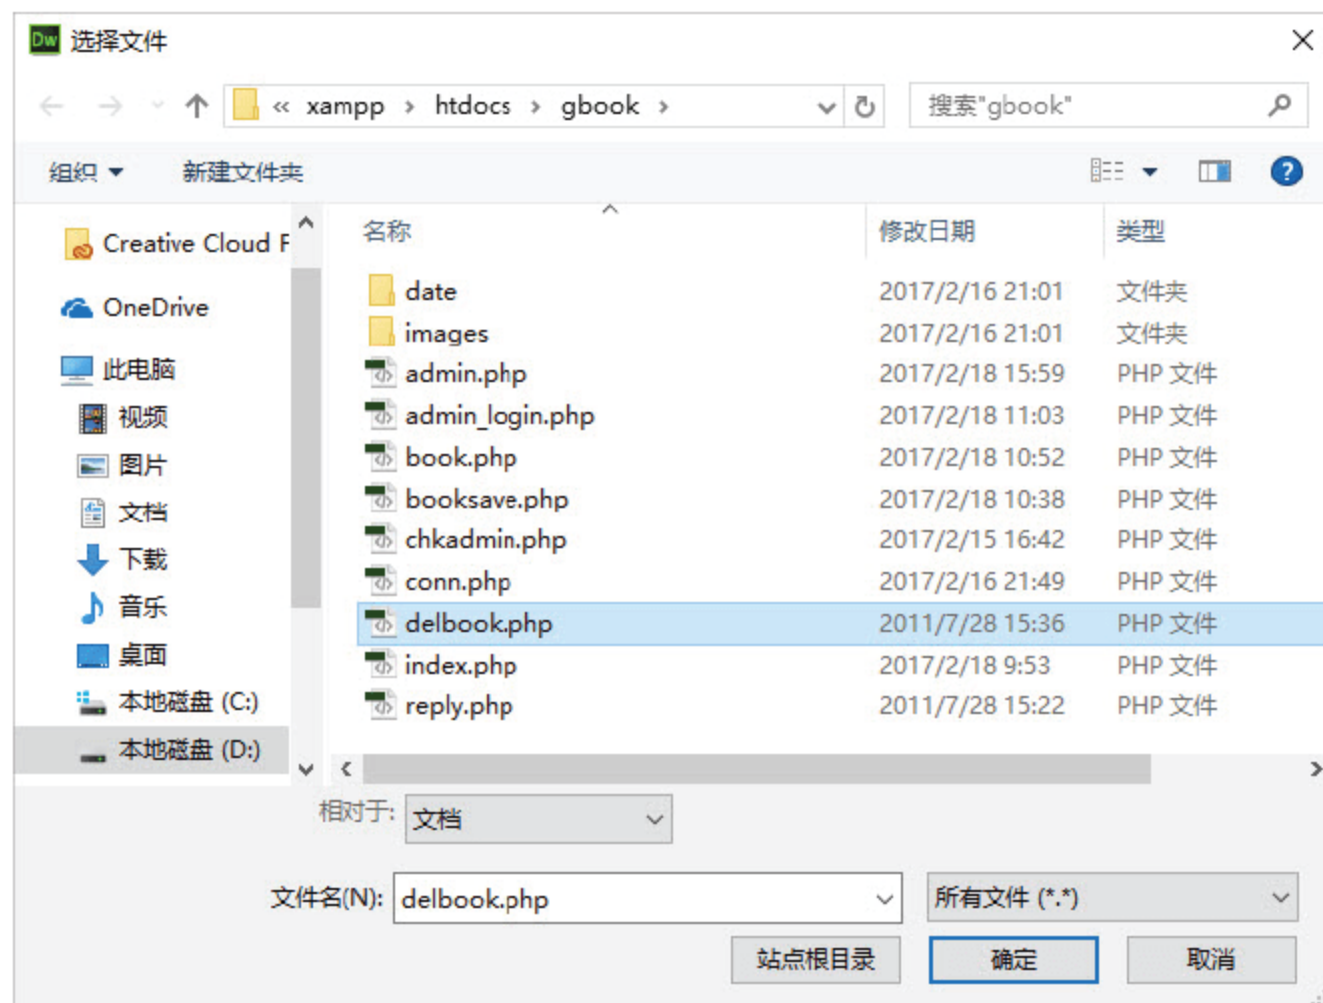 Dw 选择文件
« xampp › htdocs › gbook › 搜索"gbook"
组织 新建文件夹
名称 修改日期 类型
Creative Cloud F
OneDrive
此电脑
视频
图片
文档
下载
音乐
桌面
本地磁盘 (C:)
本地磁盘 (D:)
date 2017/2/16 21:01 文件夹
images 2017/2/16 21:01 文件夹
admin.php 2017/2/18 15:59 PHP 文件
admin_login.php 2017/2/18 11:03 PHP 文件
book.php 2017/2/18 10:52 PHP 文件
booksave.php 2017/2/18 10:38 PHP 文件
chkadmin.php 2017/2/15 16:42 PHP 文件
conn.php 2017/2/16 21:49 PHP 文件
delbook.php 2011/7/28 15:36 PHP 文件
index.php 2017/2/18 9:53 PHP 文件
reply.php 2011/7/28 15:22 PHP 文件
相对于: 文档
文件名(N): delbook.php 所有文件 (*.*)
站点根目录 确定 取消